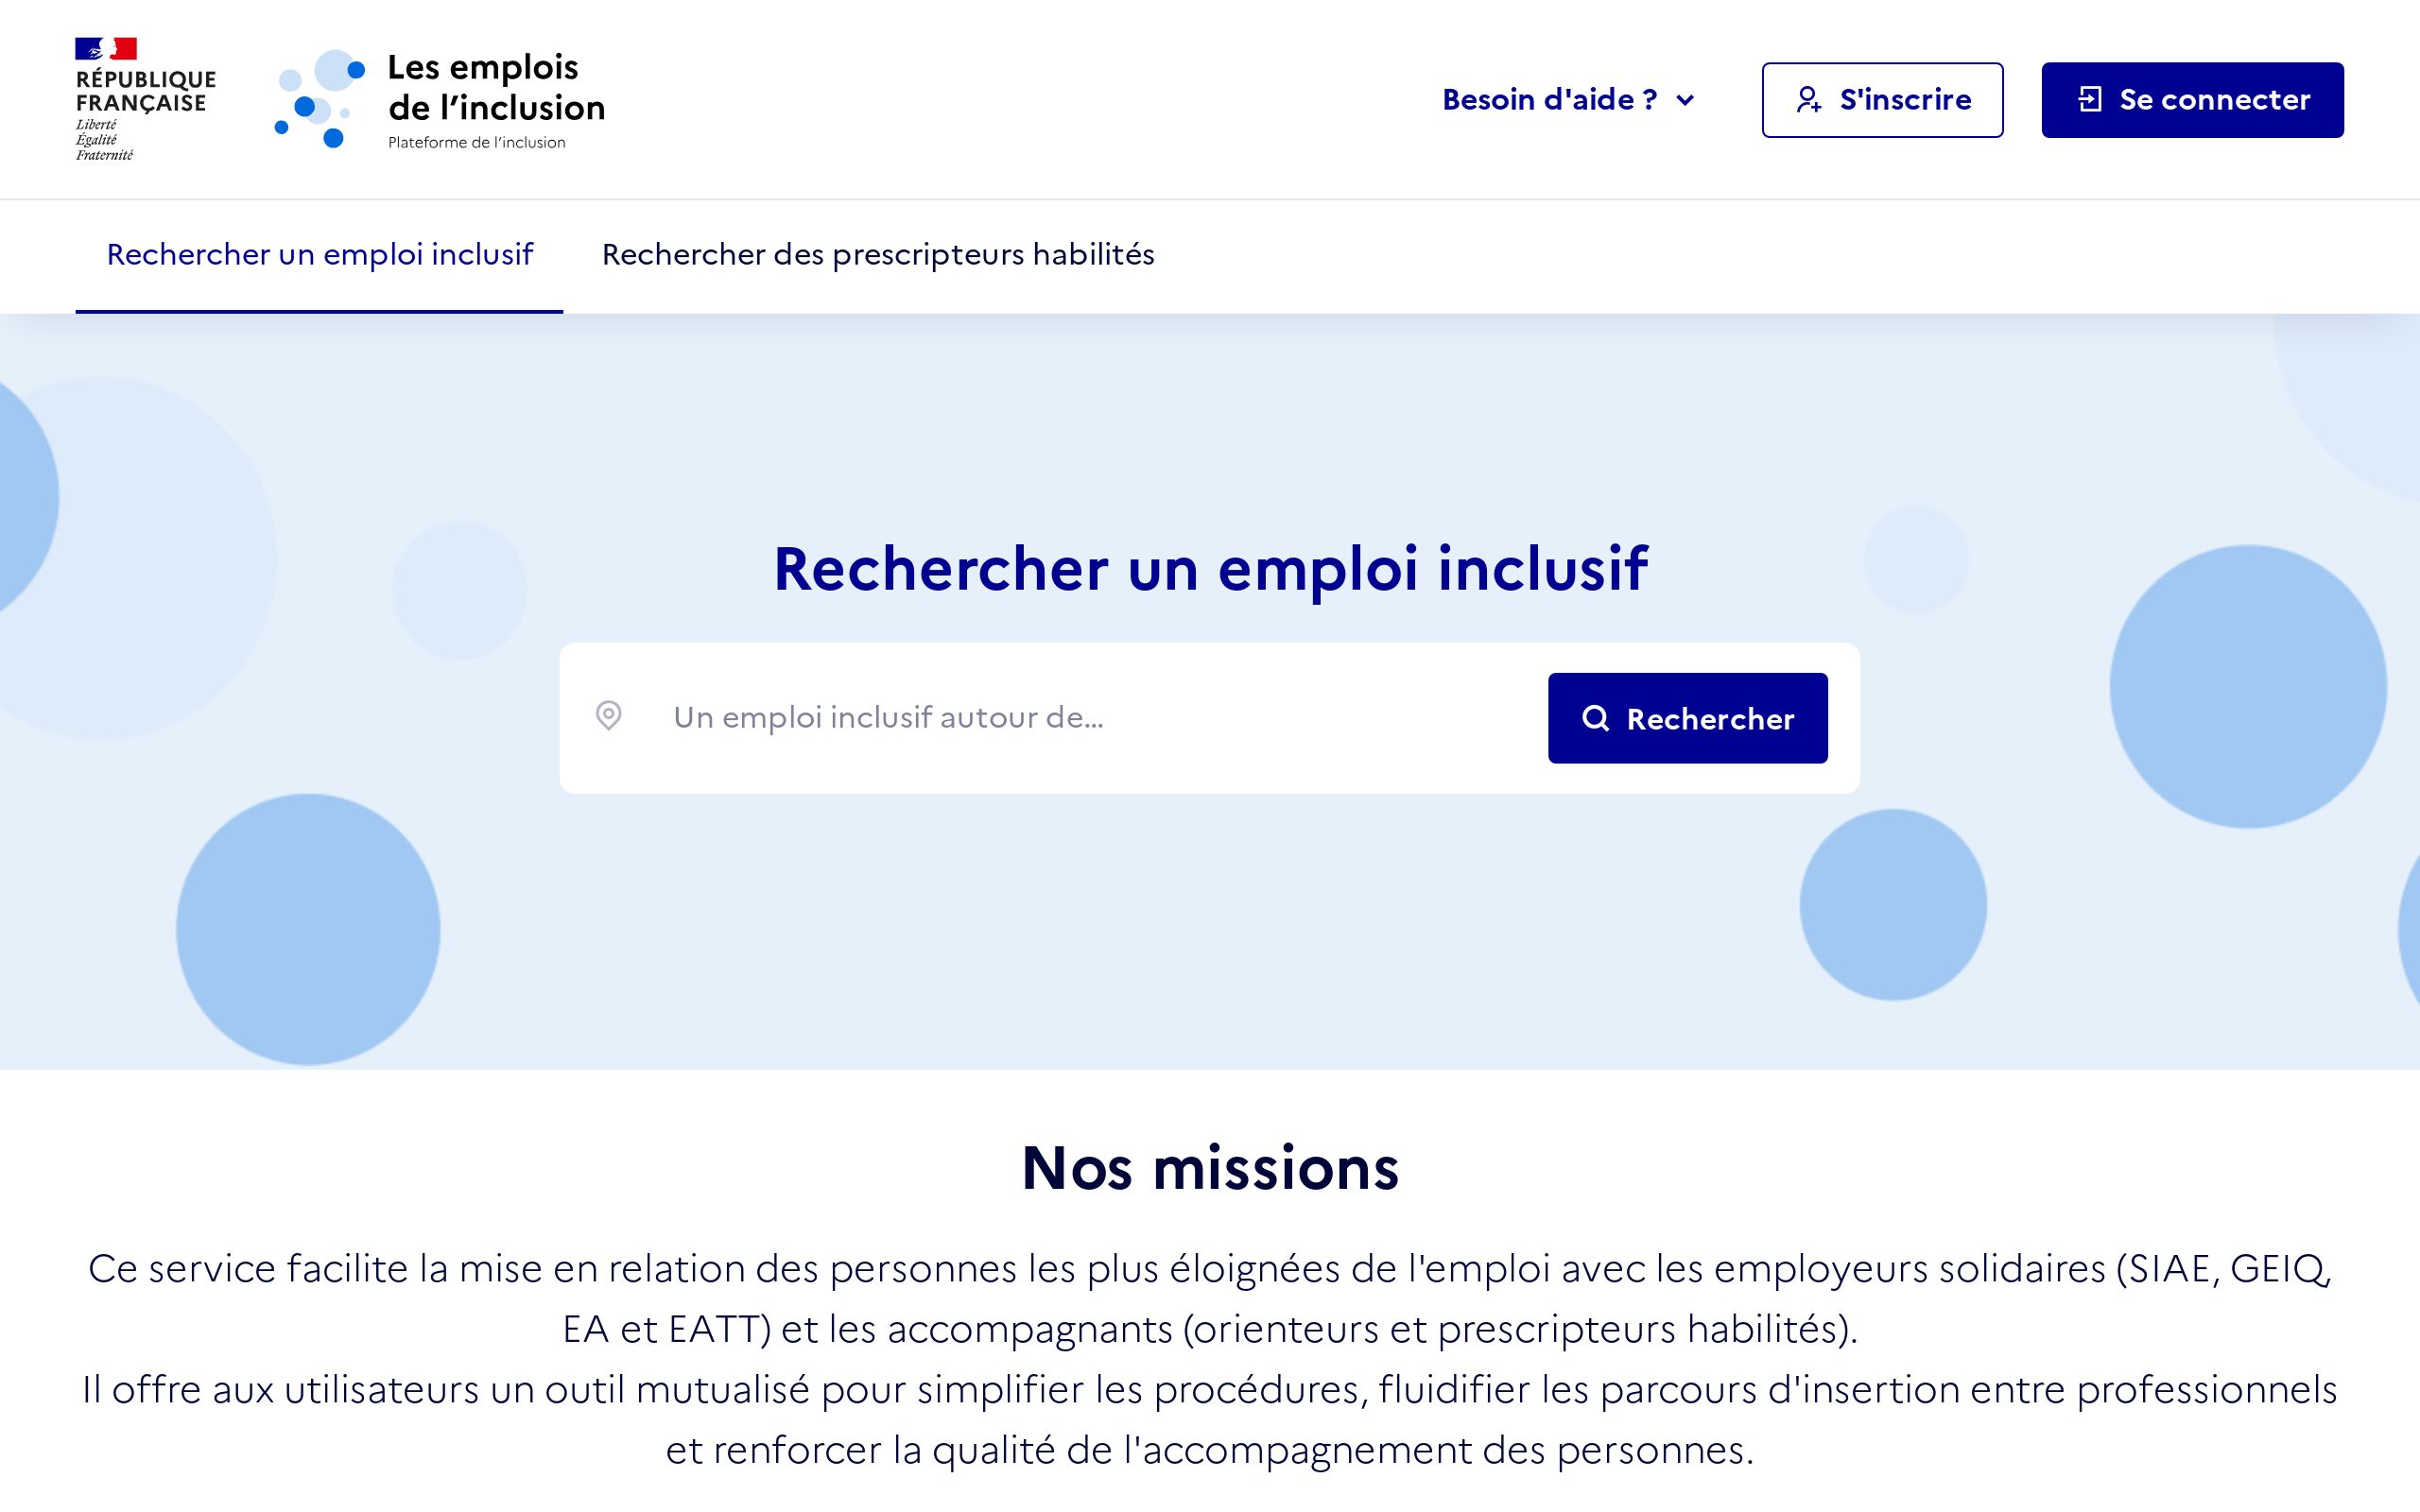 RÉPUBLIQUE
FRANÇAISE
Liberté
Égalité
Fraternité
Les emplois
de l’inclusion
Plateforme de l’inclusion
Besoin d'aide ?
S'inscrire
Se connecter
Rechercher un emploi inclusif
Rechercher des prescripteurs habilités
Rechercher un emploi inclusif
Un emploi inclusif autour de...
Rechercher
Nos missions
Ce service facilite la mise en relation des personnes les plus éloignées de l'emploi avec les employeurs solidaires (SIAE, GEIQ,
EA et EATT) et les accompagnants (orienteurs et prescripteurs habilités).
Il offre aux utilisateurs un outil mutualisé pour simplifier les procédures, fluidifier les parcours d'insertion entre professionnels
et renforcer la qualité de l'accompagnement des personnes.